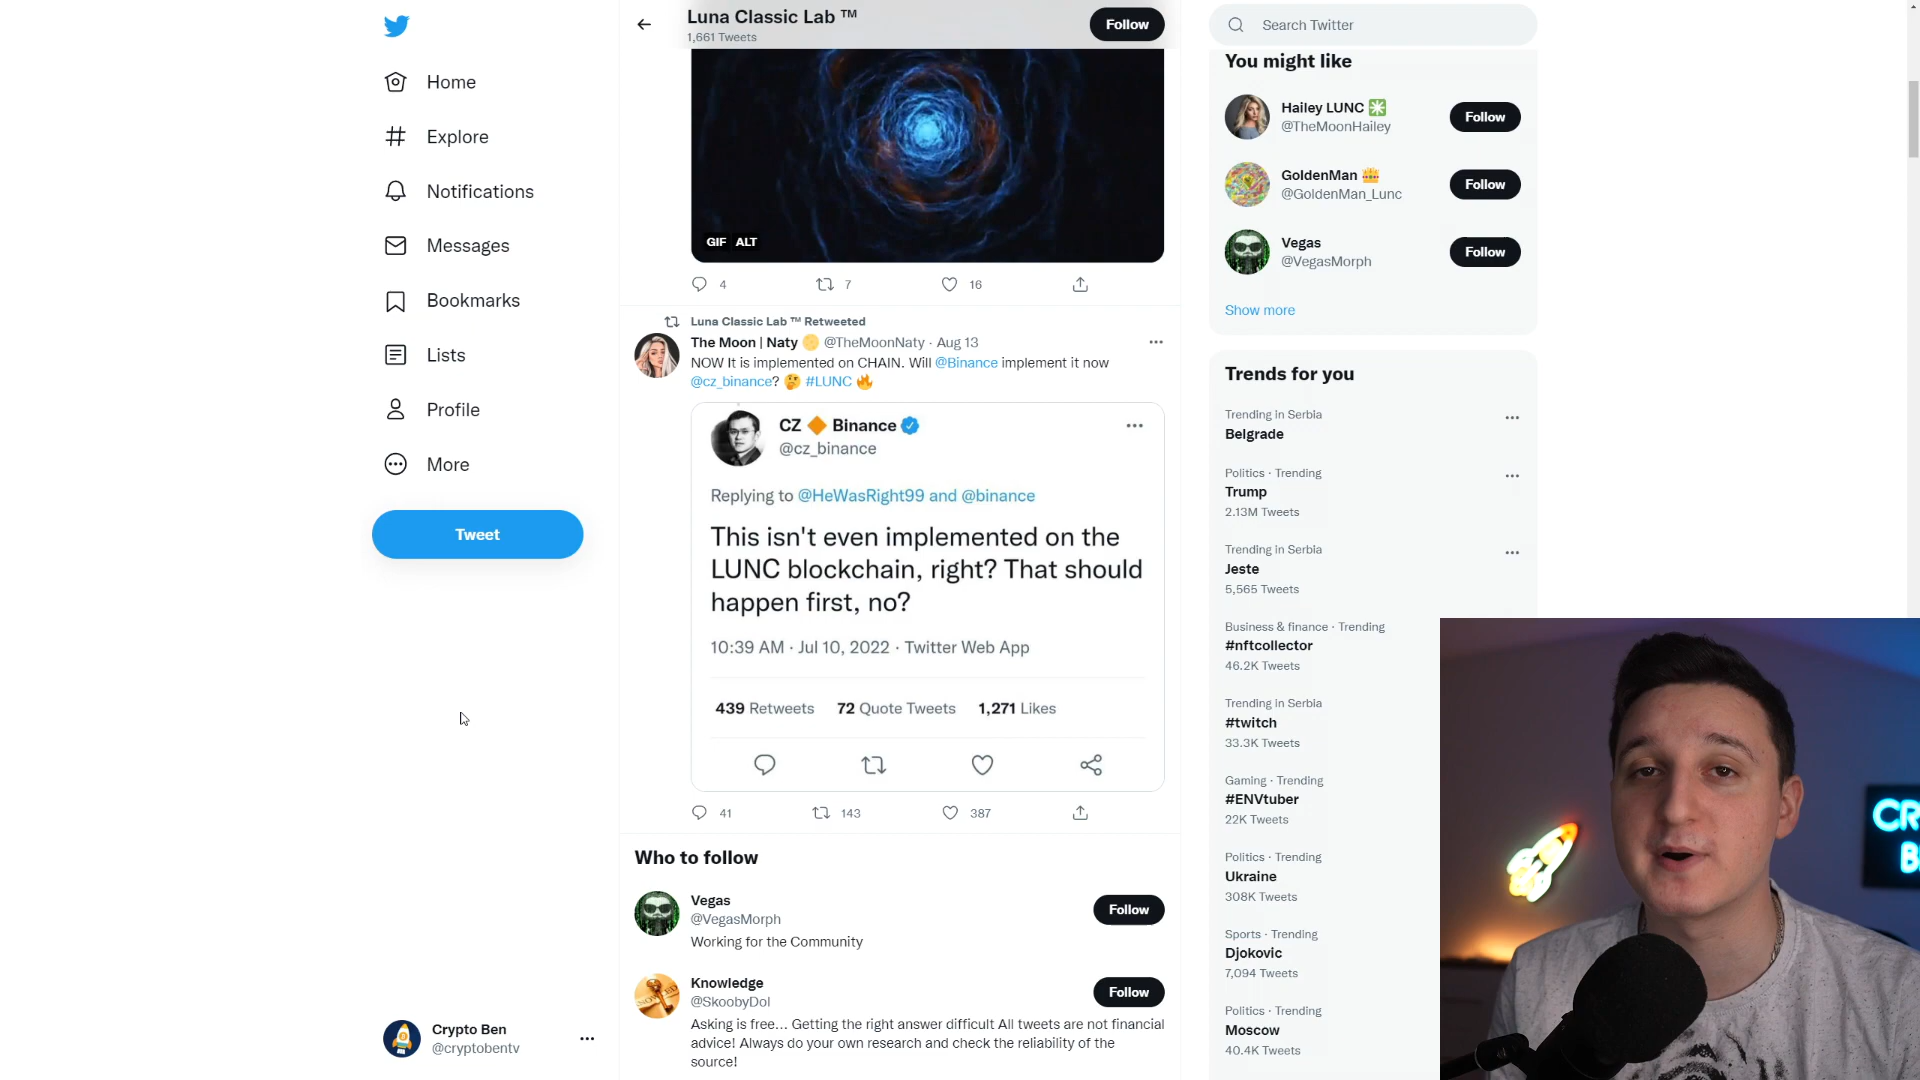 Home
Explore
Notifications
Messages
Bookmarks
Lists
Profile
More
Tweet
Crypto Ben
@cryptobentv
Luna Classic Lab ™
1,661 Tweets
Follow
GIF ALT
4 7 16
Luna Classic Lab ™ Retweeted
The Moon | Naty @TheMoonNaty · Aug 13
NOW It is implemented on CHAIN. Will @Binance implement it now
@cz_binance? #LUNC
CZ Binance
@cz_binance
Replying to @HeWasRight99 and @binance
This isn't even implemented on the
LUNC blockchain, right? That should
happen first, no?
10:39 AM · Jul 10, 2022 · Twitter Web App
439 Retweets 72 Quote Tweets 1,271 Likes
41 143 387
Who to follow
Vegas
@VegasMorph
Follow
Working for the Community
Knowledge
@SkoobyDol
Follow
Asking is free... Getting the right answer difficult All tweets are not financial
advice! Always do your own research and check the reliability of the
source!
Search Twitter
You might like
Hailey LUNC
@TheMoonHailey
Follow
GoldenMan
@GoldenMan_Lunc
Follow
Vegas
@VegasMorph
Follow
Show more
Trends for you
Trending in Serbia
Belgrade
Politics · Trending
Trump
2.13M Tweets
Trending in Serbia
Jeste
5,565 Tweets
Business & finance · Trending
#nftcollector
46.2K Tweets
Trending in Serbia
#twitch
33.3K Tweets
Gaming · Trending
#ENVtuber
22K Tweets
Politics · Trending
Ukraine
308K Tweets
Sports · Trending
Djokovic
7,094 Tweets
Politics · Trending
Moscow
40.4K Tweets
CR
B